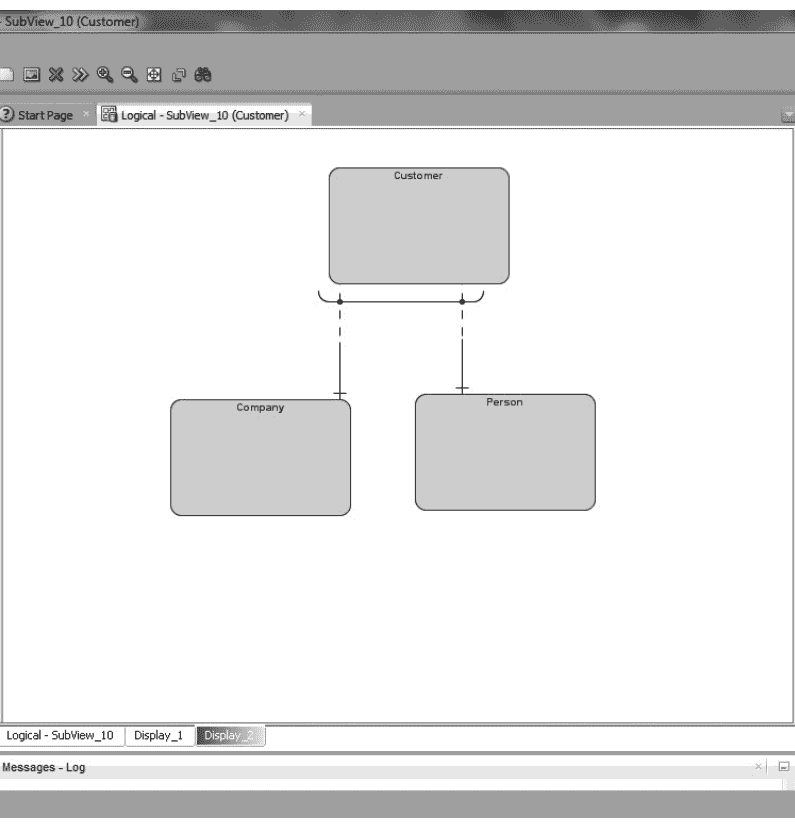 - SubView_10 (Customer)
Start Page
Logical - SubView_10 (Customer)
Customer
Company
Person
Logical - SubView_10
Display_1
Display_2
Messages - Log